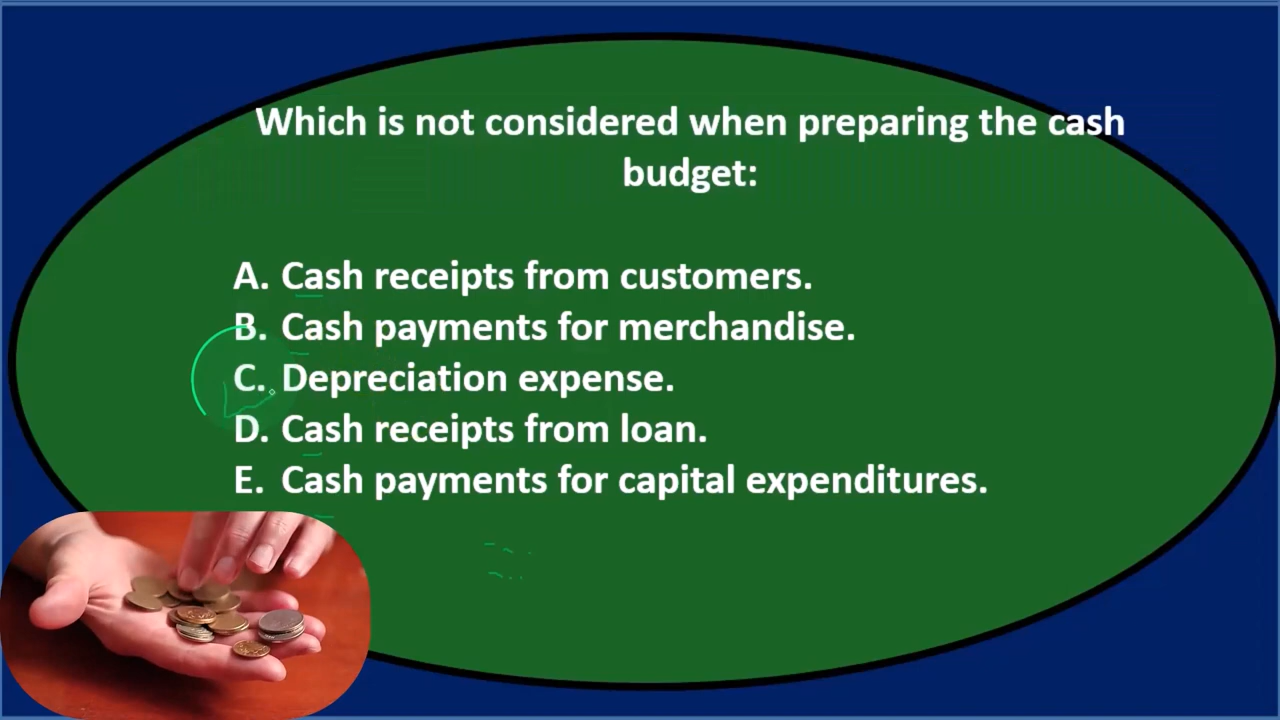 Which is not considered when preparing the cash
budget:
A. Cash receipts from customers.
B. Cash payments for merchandise.
C. Depreciation expense.
D. Cash receipts from loan.
E. Cash payments for capital expenditures.